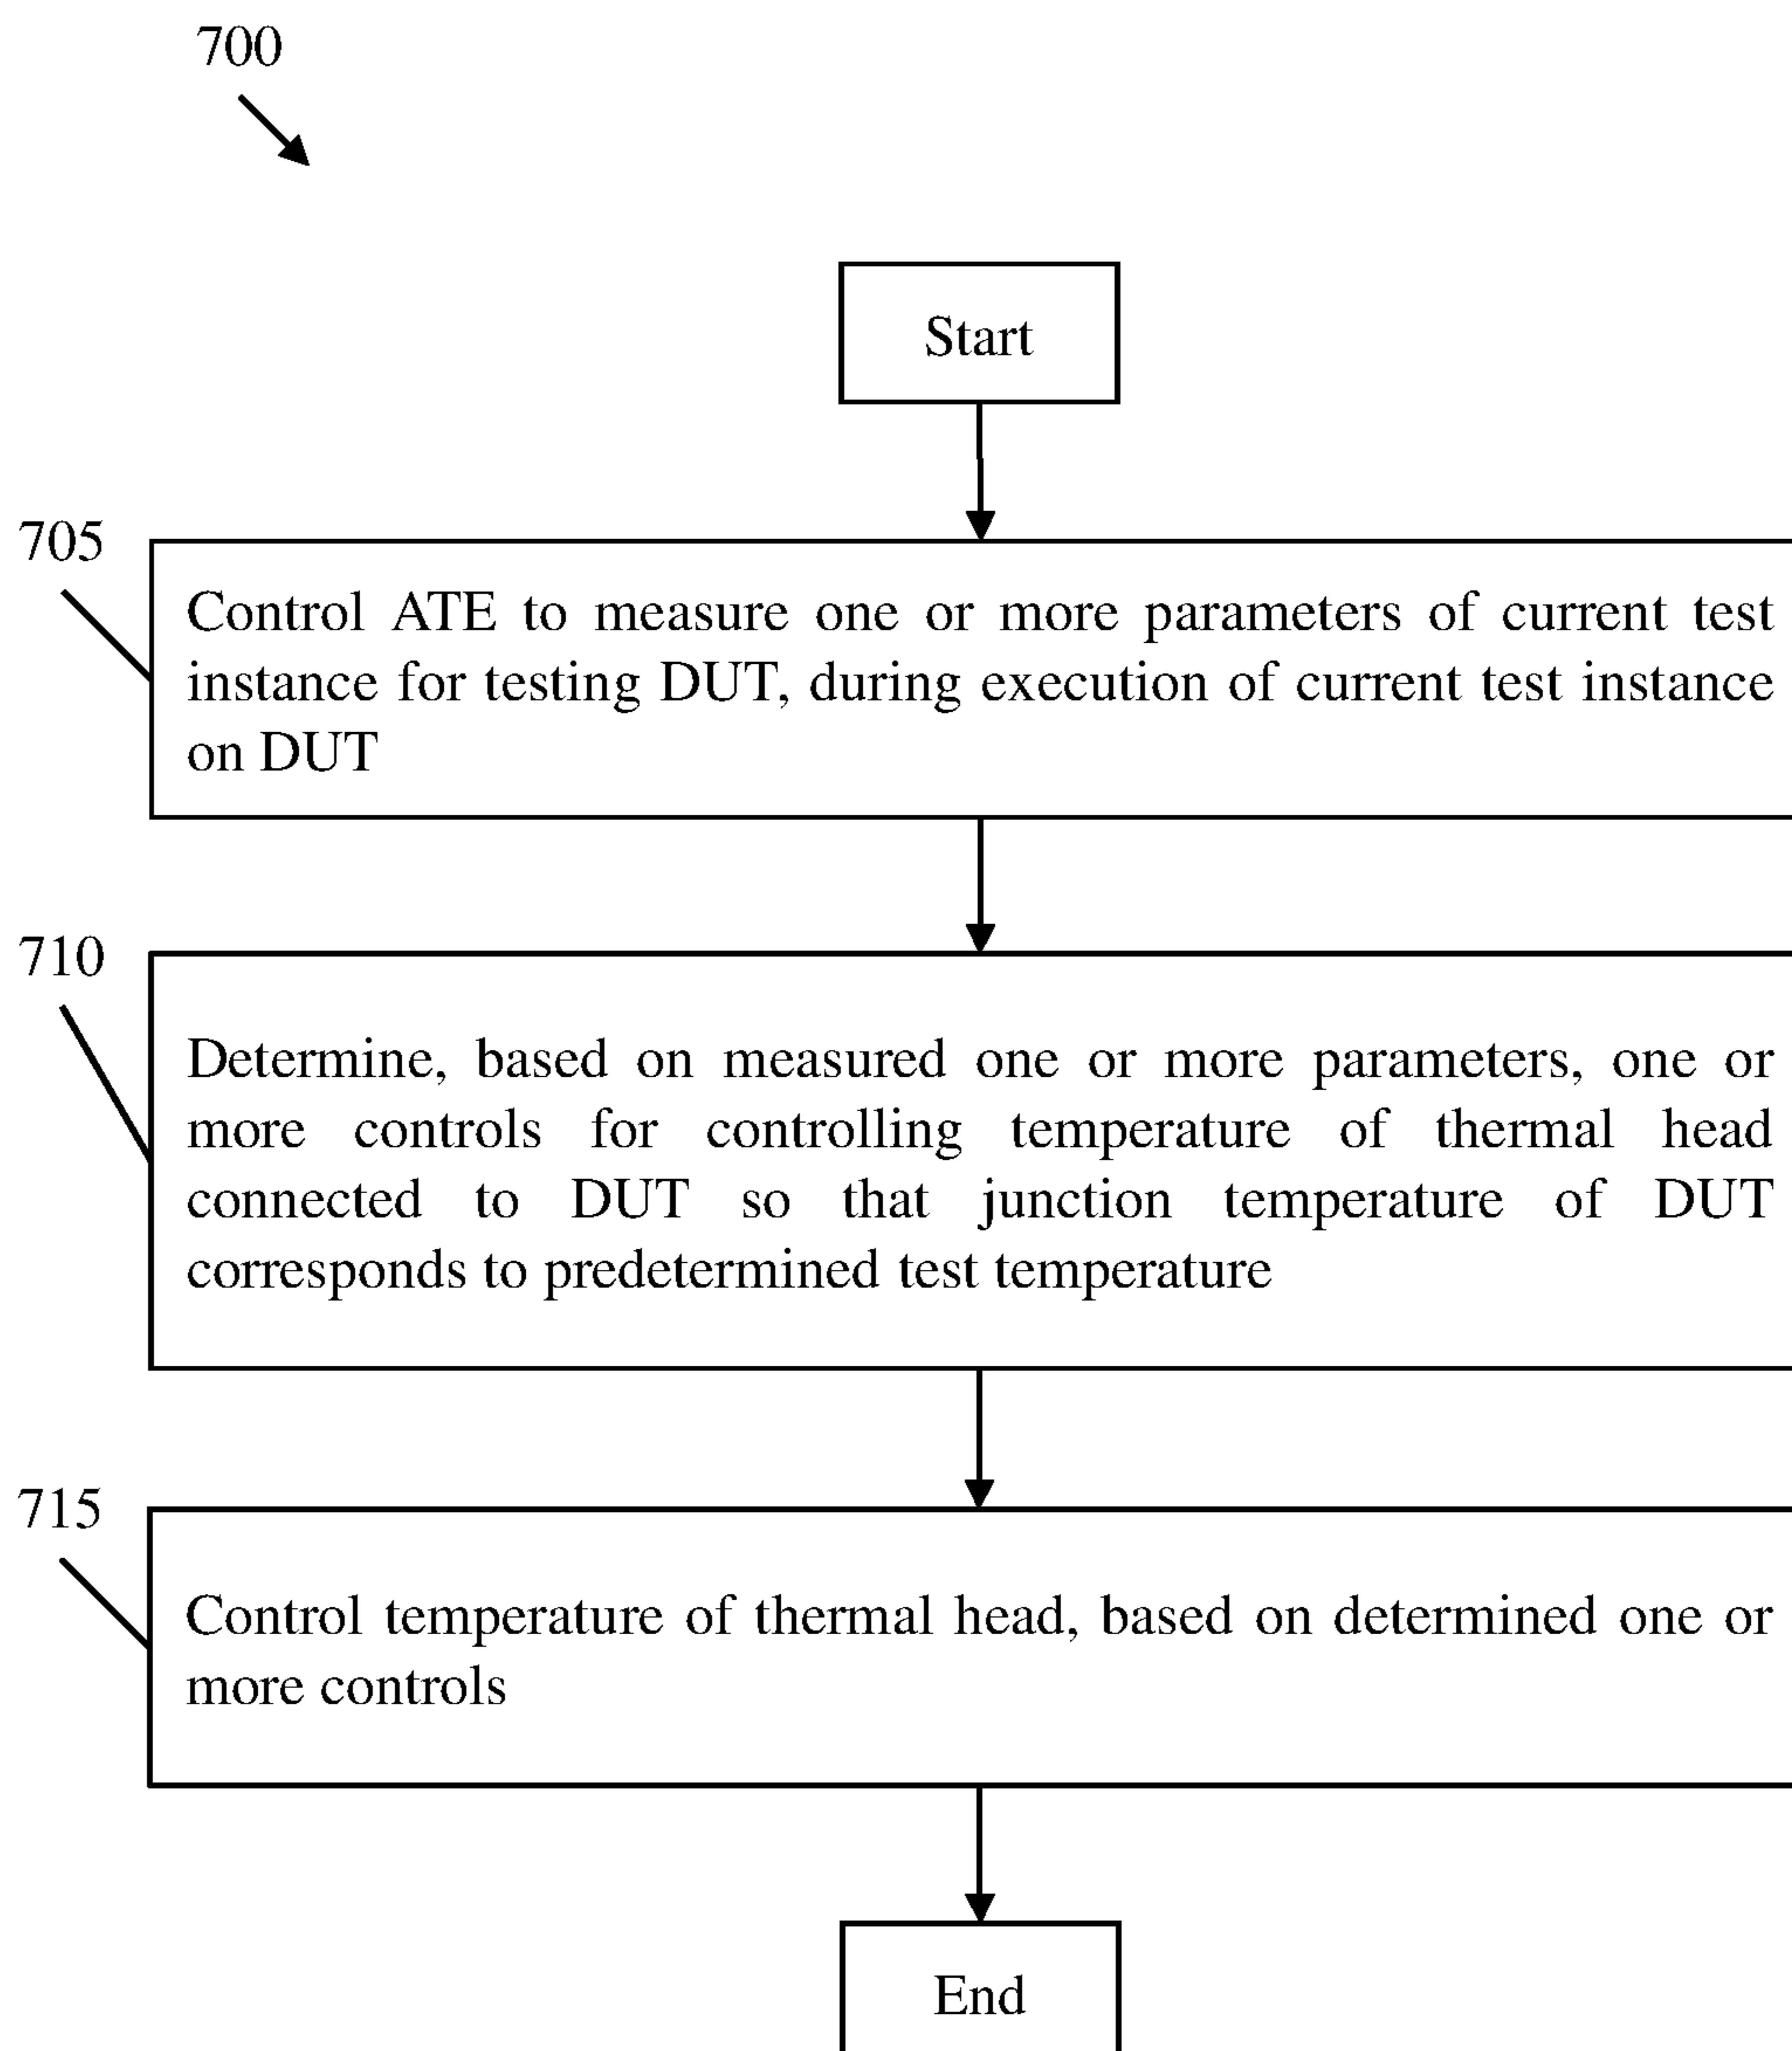 700
Start
705
Control ATE to measure one or more parameters of current test
instance for testing DUT, during execution of current test instance
on DUT
710
Determine, based on measured one or more parameters, one or
more controls for controlling temperature of thermal head
connected to DUT so that junction temperature of DUT
corresponds to predetermined test temperature
715
Control temperature of thermal head, based on determined one or
more controls
End